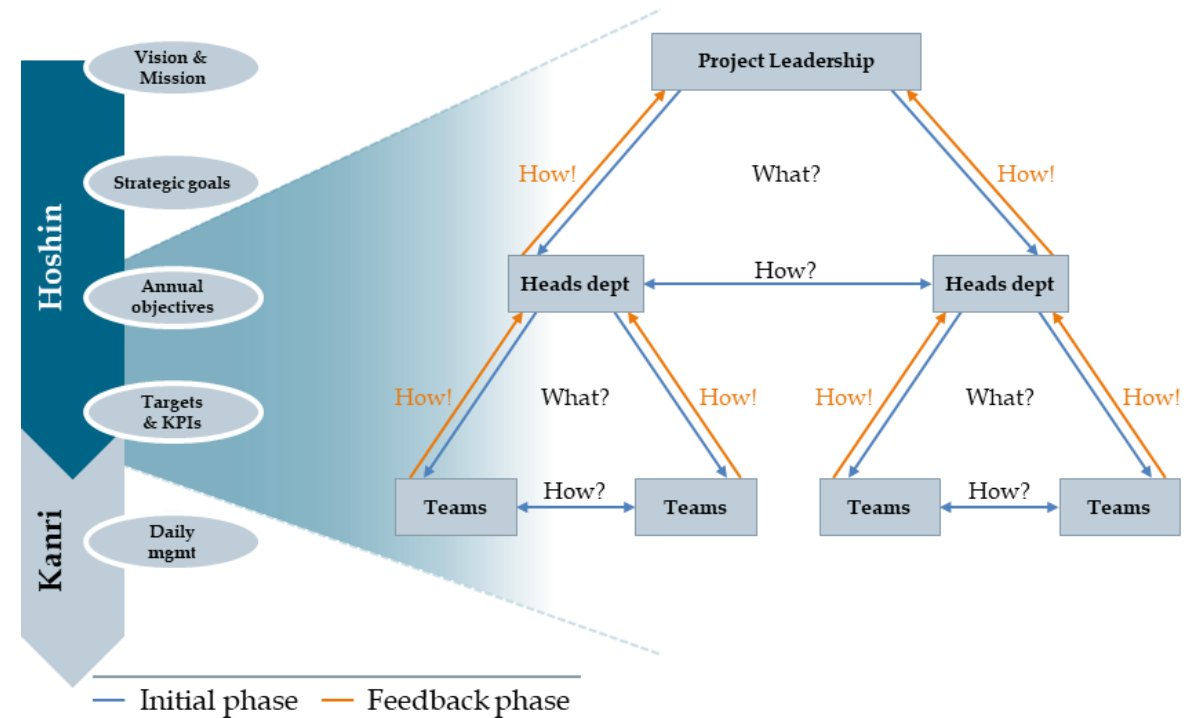 Vision &
Mission
Strategic goals
Annual
objectives
Targets
& KPIs
Daily
mgmt
Hoshin
Kanri
Project Leadership
How!
What?
How!
Heads dept
How?
Heads dept
How!
What?
How!
How!
What?
How!
Teams
How?
Teams
Teams
How?
Teams
Initial phase
Feedback phase